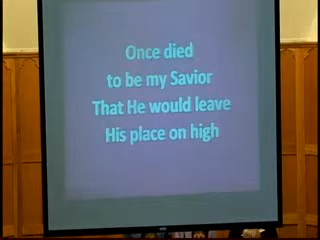 Once died
to be my Savior
That He would leave
His place on high